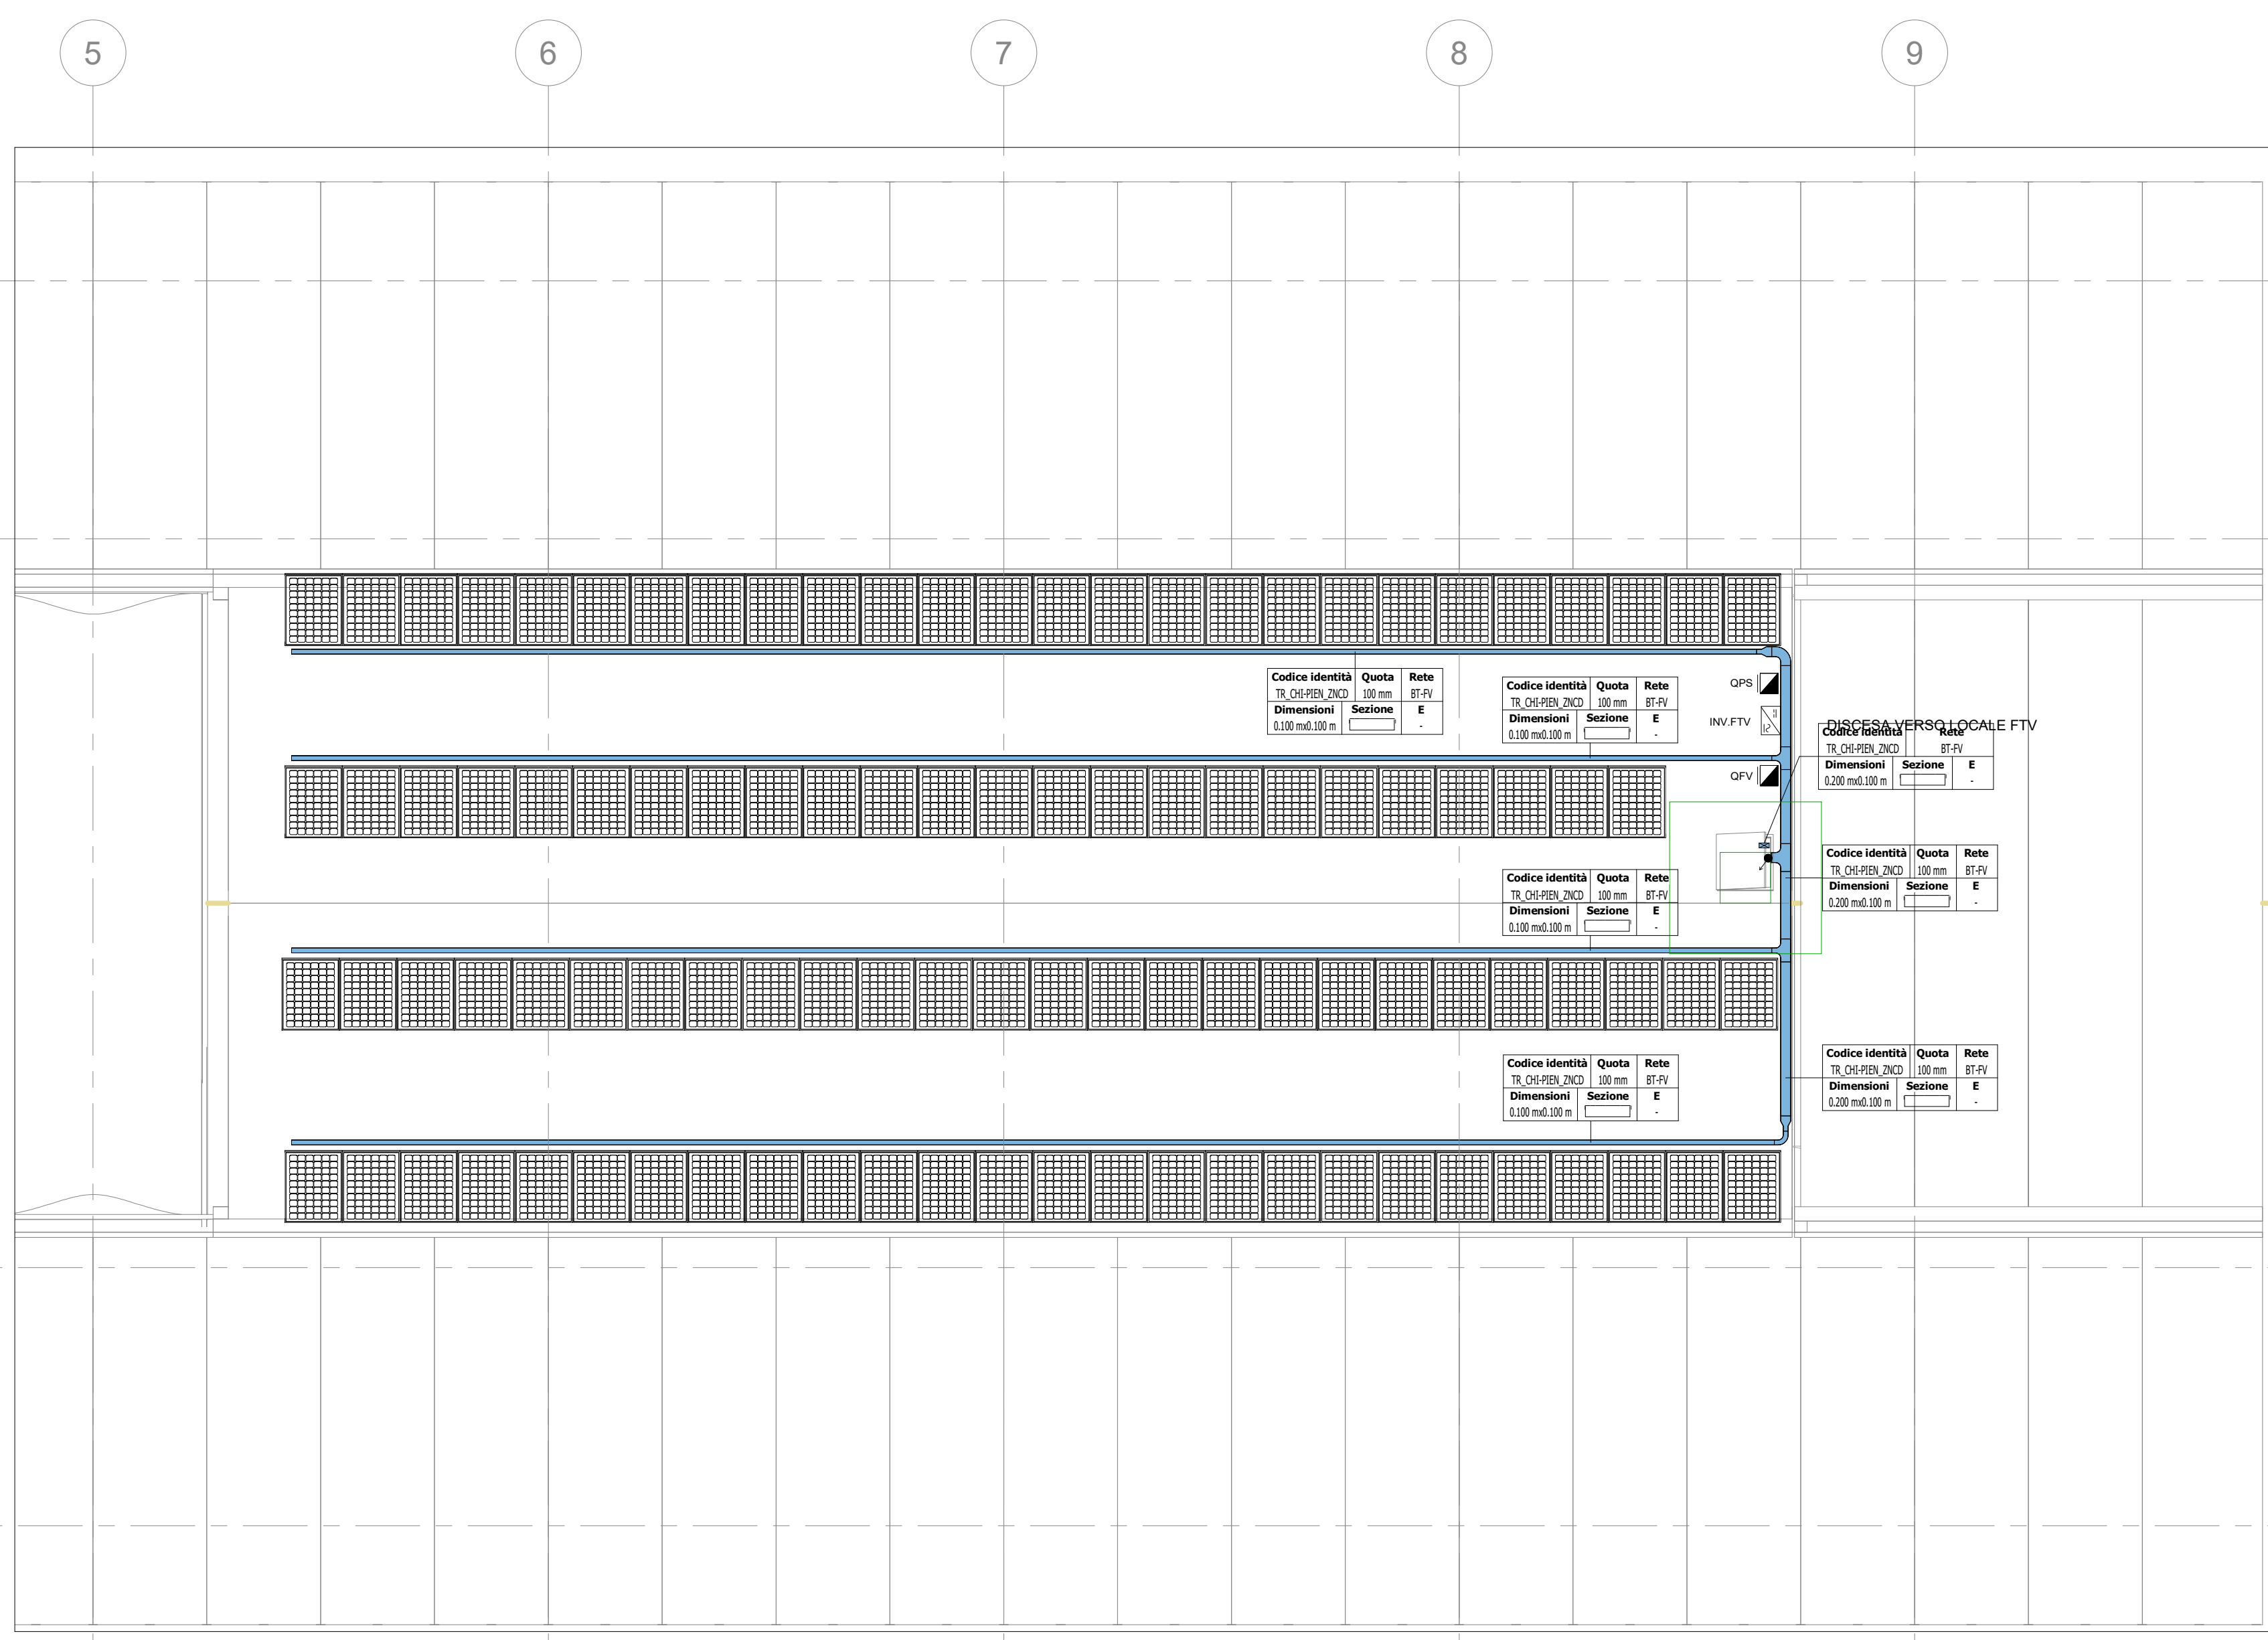 5 6 7 8 9
Codice identità Quota Rete
TR_CHI-PIEN_ZNCD 100 mm BT-FV
Dimensioni Sezione E
0.100 mx0.100 m -
Codice identità Quota Rete
TR_CHI-PIEN_ZNCD 100 mm BT-FV
Dimensioni Sezione E
0.100 mx0.100 m -
QPS
INV.FTV
QFV
DISCESA VERSO LOCALE FTV
Codice identità Rete
TR_CHI-PIEN_ZNCD BT-FV
Dimensioni Sezione E
0.200 mx0.100 m -
Codice identità Quota Rete
TR_CHI-PIEN_ZNCD 100 mm BT-FV
Dimensioni Sezione E
0.200 mx0.100 m -
Codice identità Quota Rete
TR_CHI-PIEN_ZNCD 100 mm BT-FV
Dimensioni Sezione E
0.100 mx0.100 m -
Codice identità Quota Rete
TR_CHI-PIEN_ZNCD 100 mm BT-FV
Dimensioni Sezione E
0.200 mx0.100 m -
Codice identità Quota Rete
TR_CHI-PIEN_ZNCD 100 mm BT-FV
Dimensioni Sezione E
0.100 mx0.100 m -